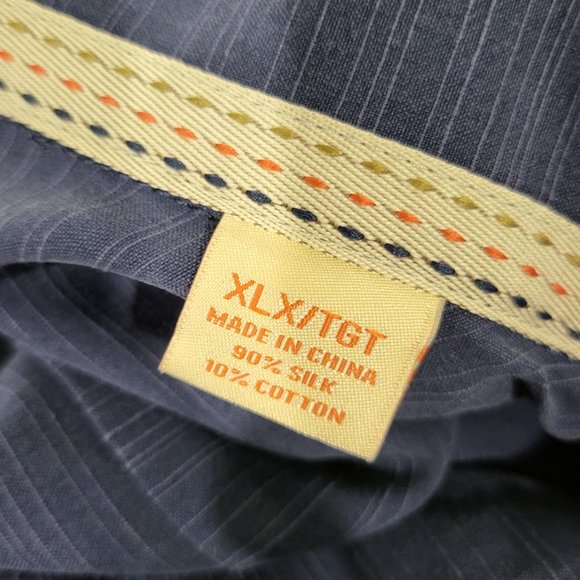 XLX/TGT
MADE IN CHINA
90% SILK
10% COTTON